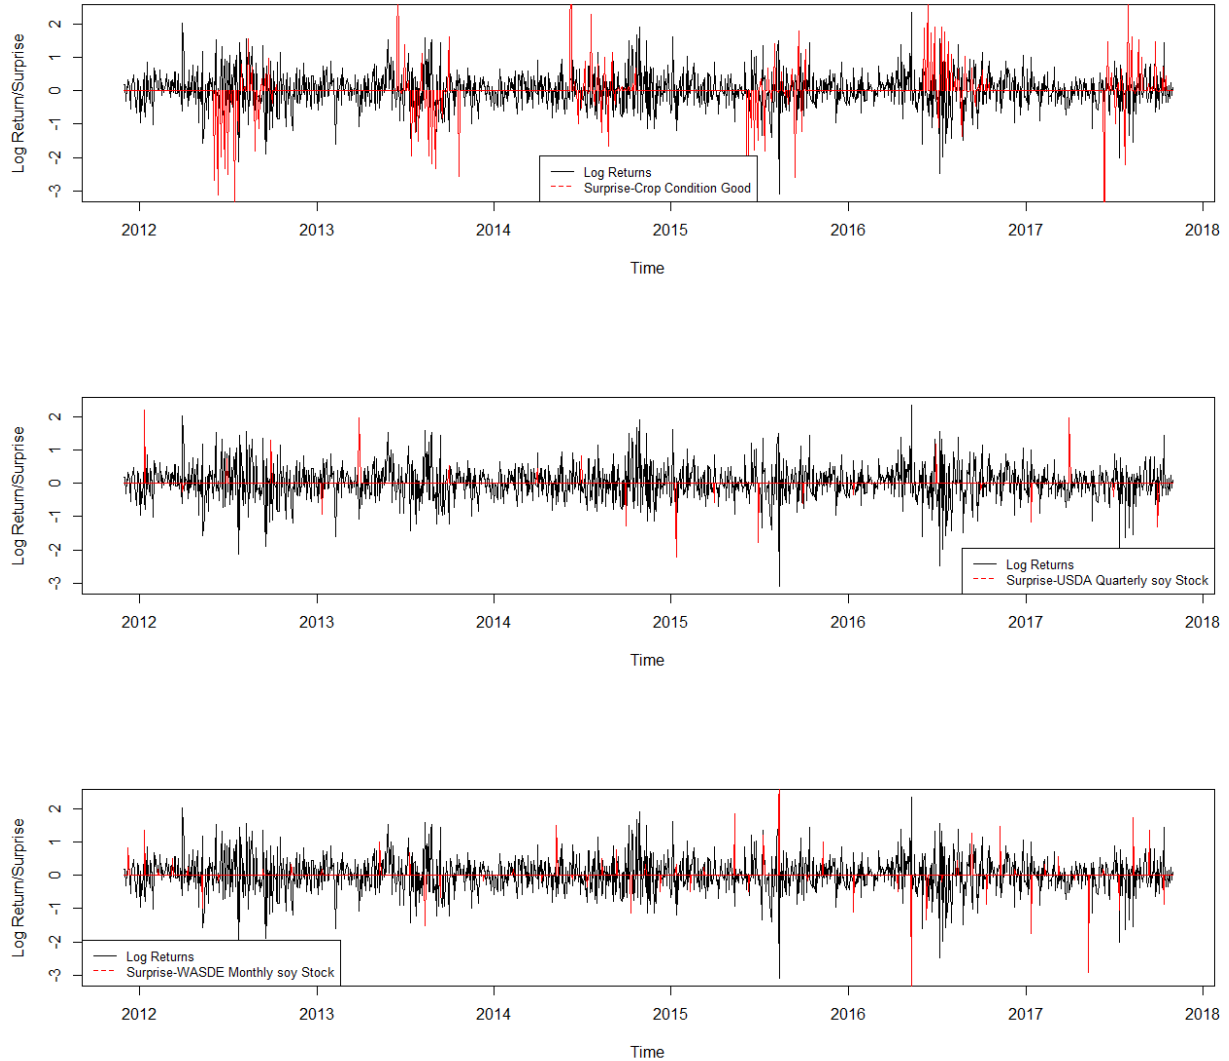 Log Return/Surprise
2
1
0
-1
-2
-3
Log Returns
Surprise-Crop Condition Good
2012 2013 2014 2015 2016 2017 2018
Time
Log Return/Surprise
2
1
0
-1
-2
-3
Log Returns
Surprise-USDA Quarterly soy Stock
2012 2013 2014 2015 2016 2017 2018
Time
Log Return/Surprise
2
1
0
-1
-2
-3
Log Returns
Surprise-WASDE Monthly soy Stock
2012 2013 2014 2015 2016 2017 2018
Time